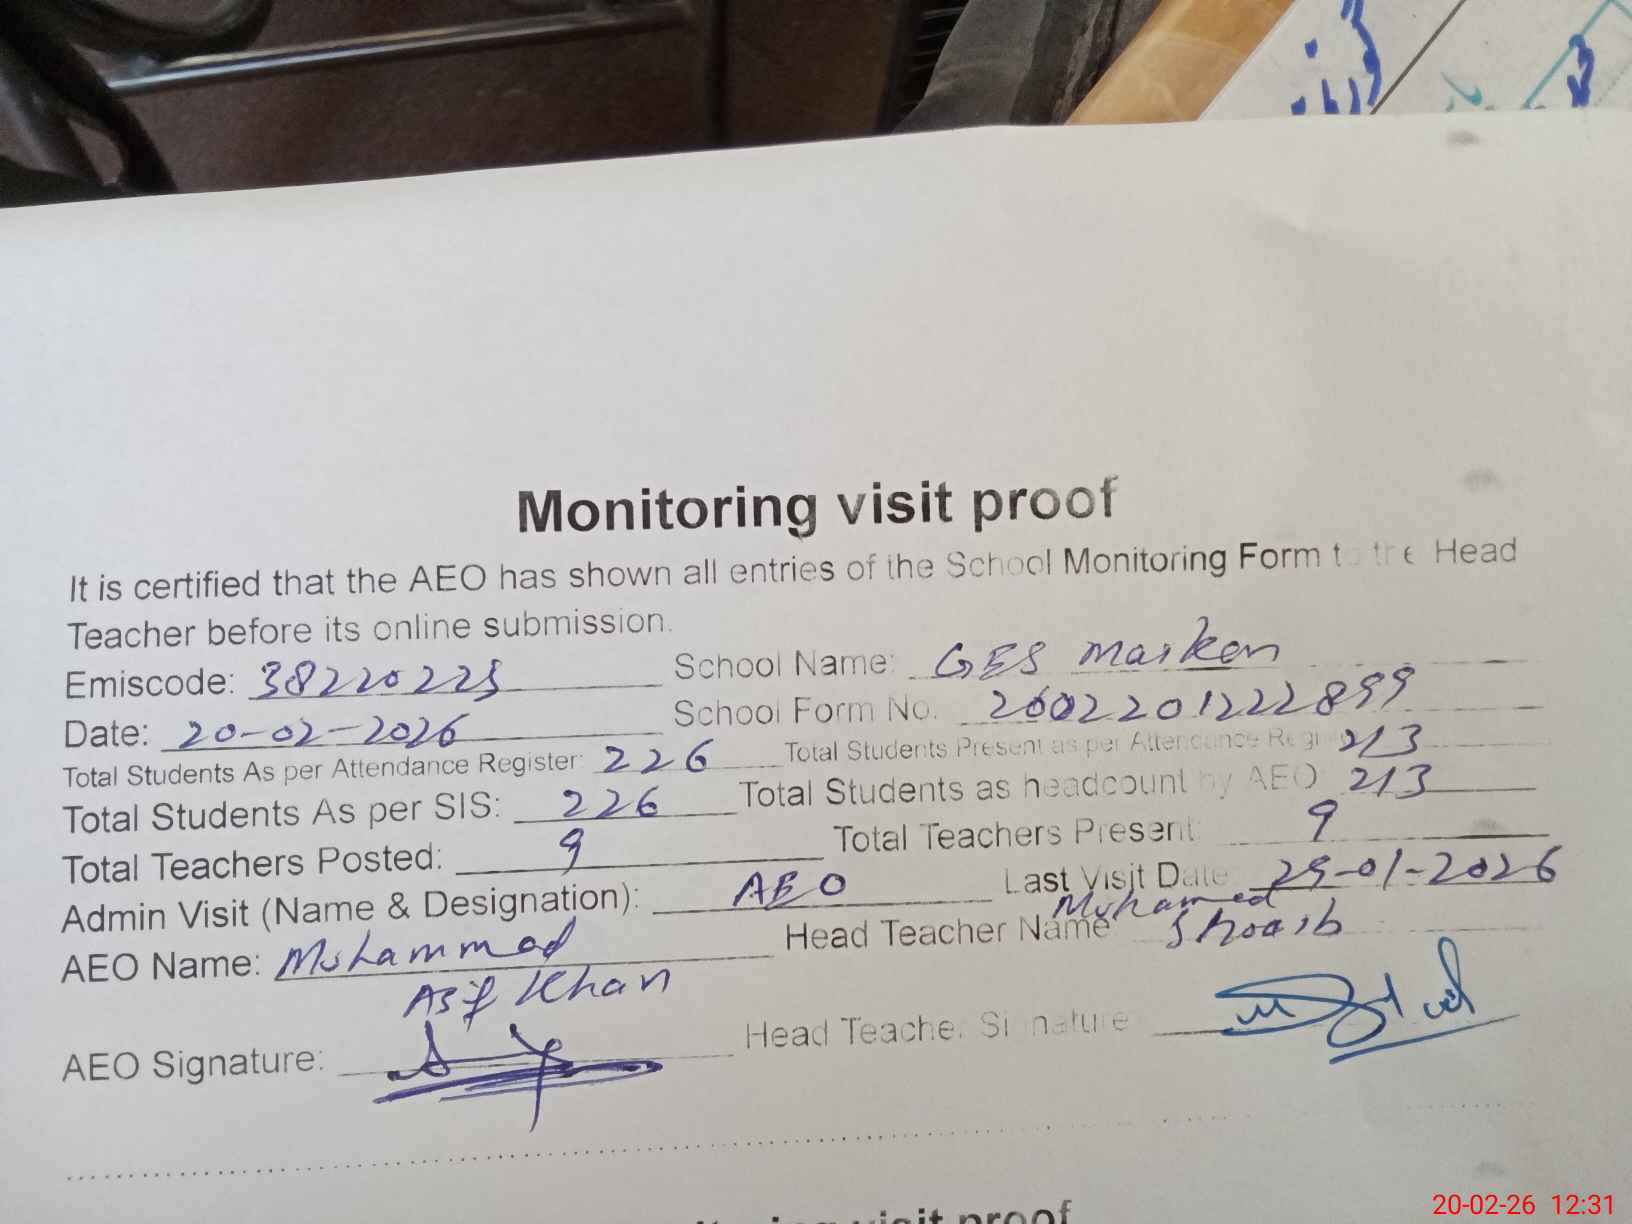 Monitoring visit proof
It is certified that the AEO has shown all entries of the School Monitoring Form to the Head
Teacher before its online submission.
Emiscode: 38220225 School Name: GES Marken
Date: 20-02-2026 School Form No. 2602201222899
Total Students As per Attendance Register: 226 Total Students Present as per Attendance Regi 213
Total Students As per SIS: 226 Total Students as headcount by AEO 213
Total Teachers Posted: 9 Total Teachers Present: 9
Admin Visit (Name & Designation): AEO Last Visit Date 29-01-2026
AEO Name: Muhammad Asif Khan Head Teacher Name Muhamed Shoaib
AEO Signature: Head Teacher Signature
visit proof
20-02-26 12:31